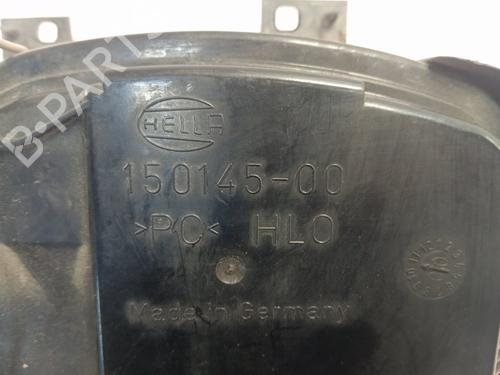 B-PARTS
HELLA
150145-00
>PC< HLO
Made in Germany